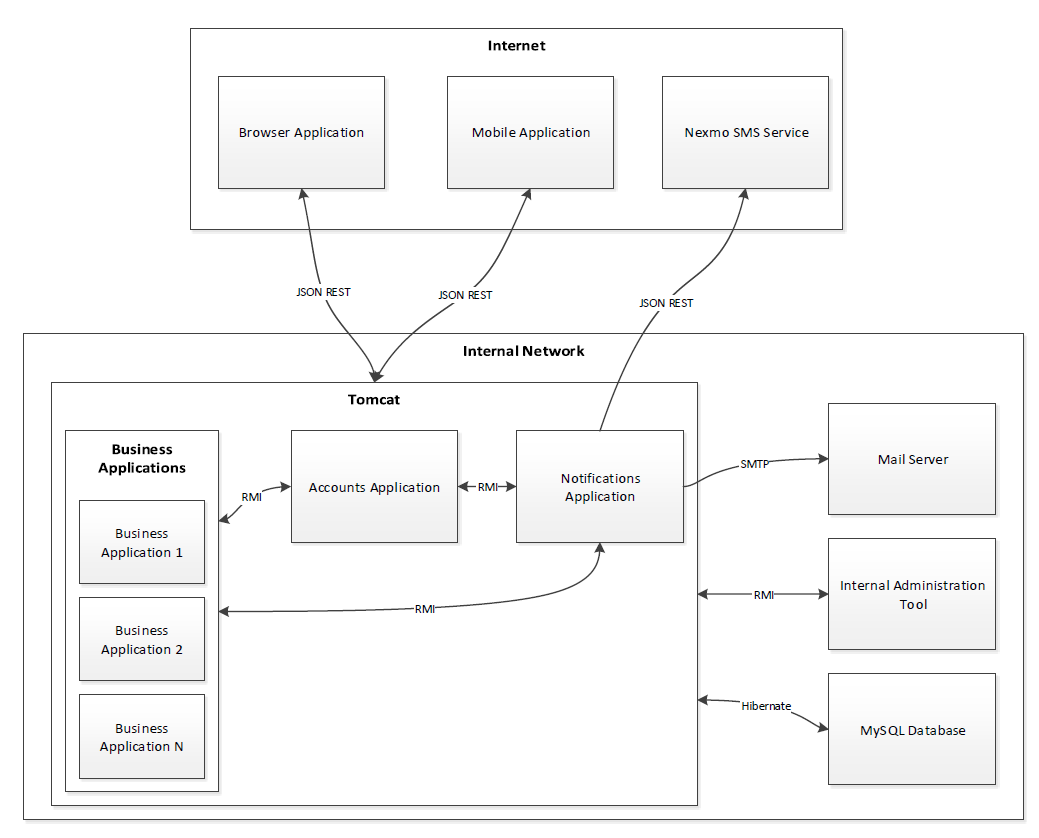 Internet
Browser Application
Mobile Application
Nexmo SMS Service
JSON REST
JSON REST
JSON REST
Internal Network
Tomcat
Business
Applications
Business
Application 1
Business
Application 2
Business
Application N
RMI
Accounts Application
RMI
Notifications
Application
RMI
SMTP
Mail Server
RMI
Internal Administration
Tool
Hibernate
MySQL Database